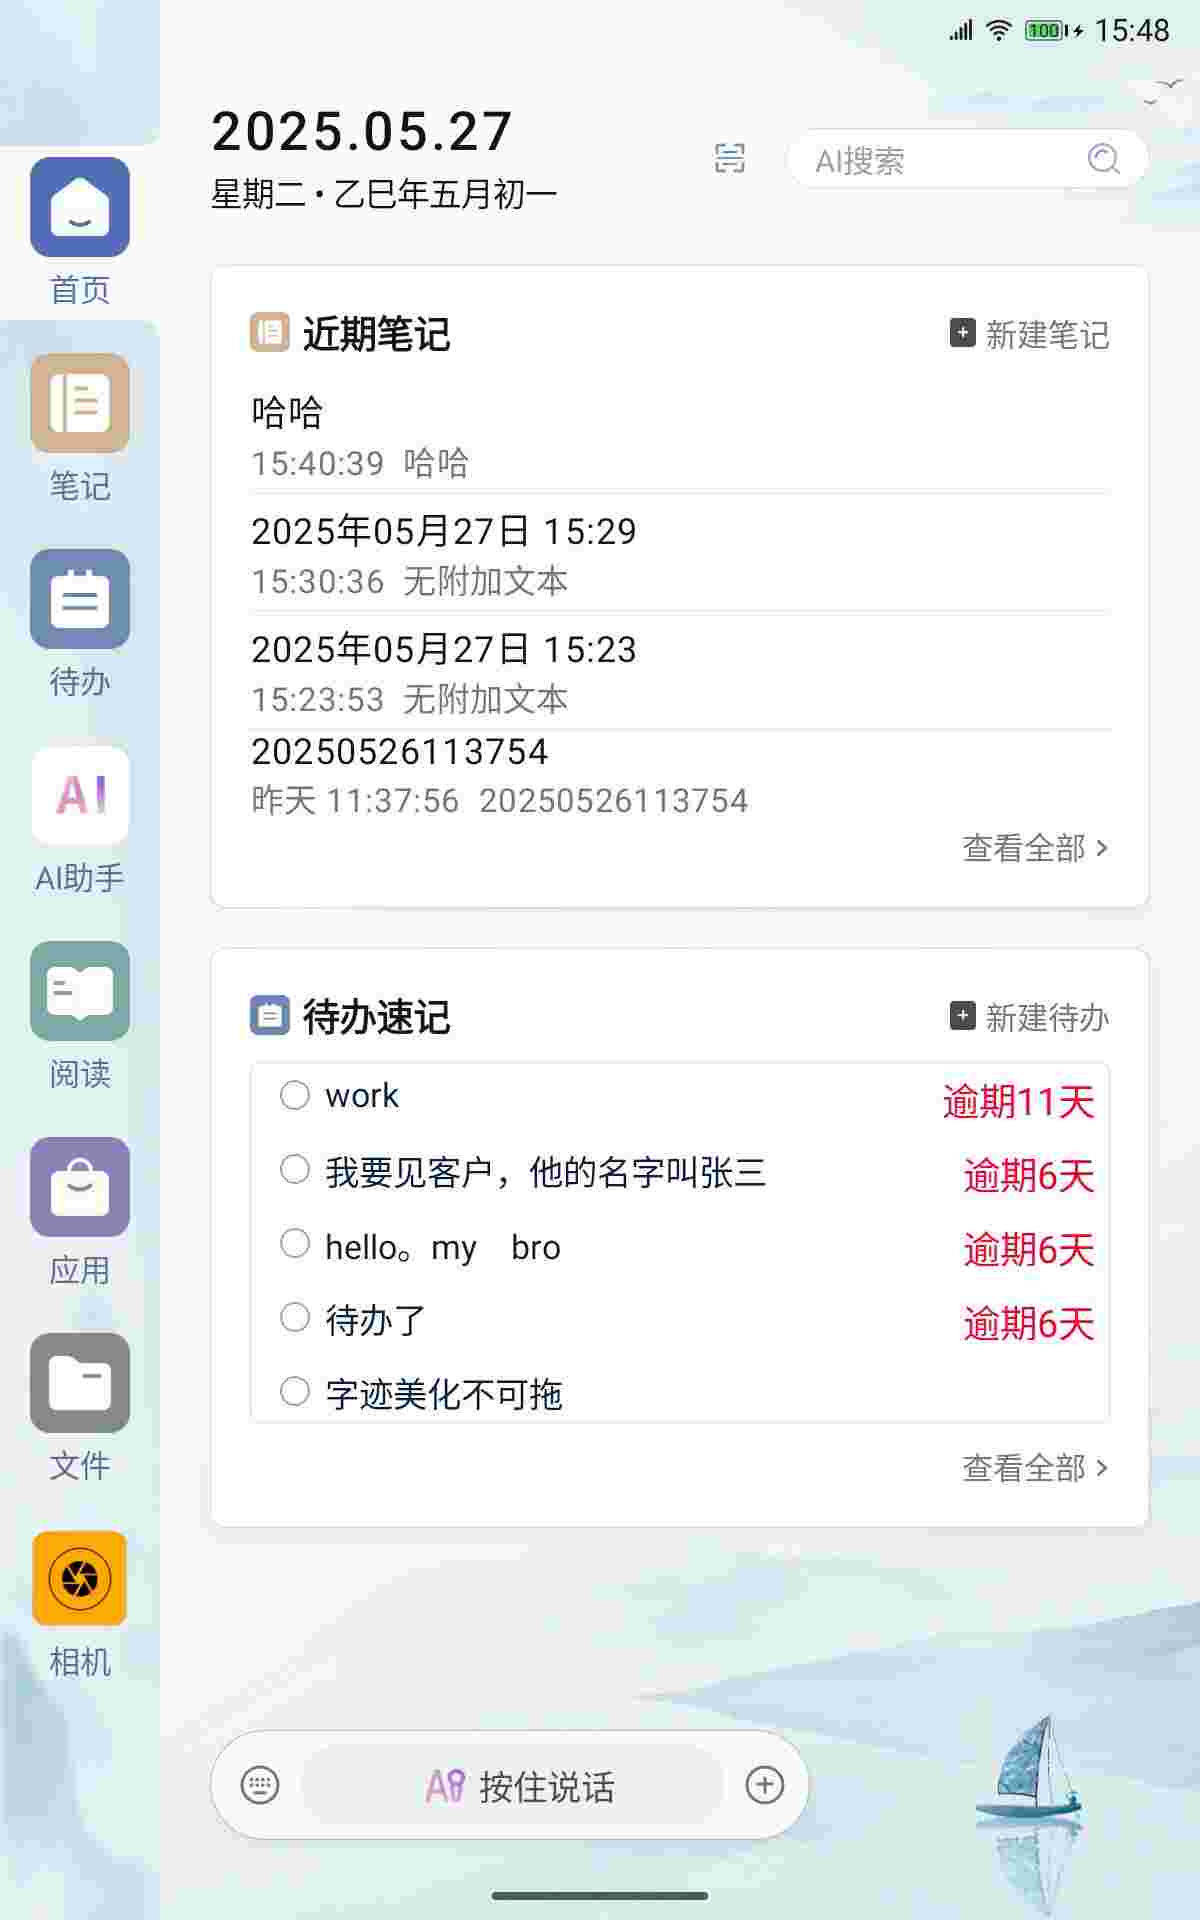 100 15:48
2025.05.27
星期二·乙巳年五月初一
AI搜索
首页
笔记
待办
AI
AI助手
阅读
应用
文件
相机
近期笔记
新建笔记
哈哈
15:40:39 哈哈
2025年05月27日 15:29
15:30:36 无附加文本
2025年05月27日 15:23
15:23:53 无附加文本
20250526113754
昨天 11:37:56 20250526113754
查看全部 >
待办速记
新建待办
work 逾期11天
我要见客户，他的名字叫张三 逾期6天
hello。my bro 逾期6天
待办了 逾期6天
字迹美化不可拖
查看全部 >
AI 按住说话